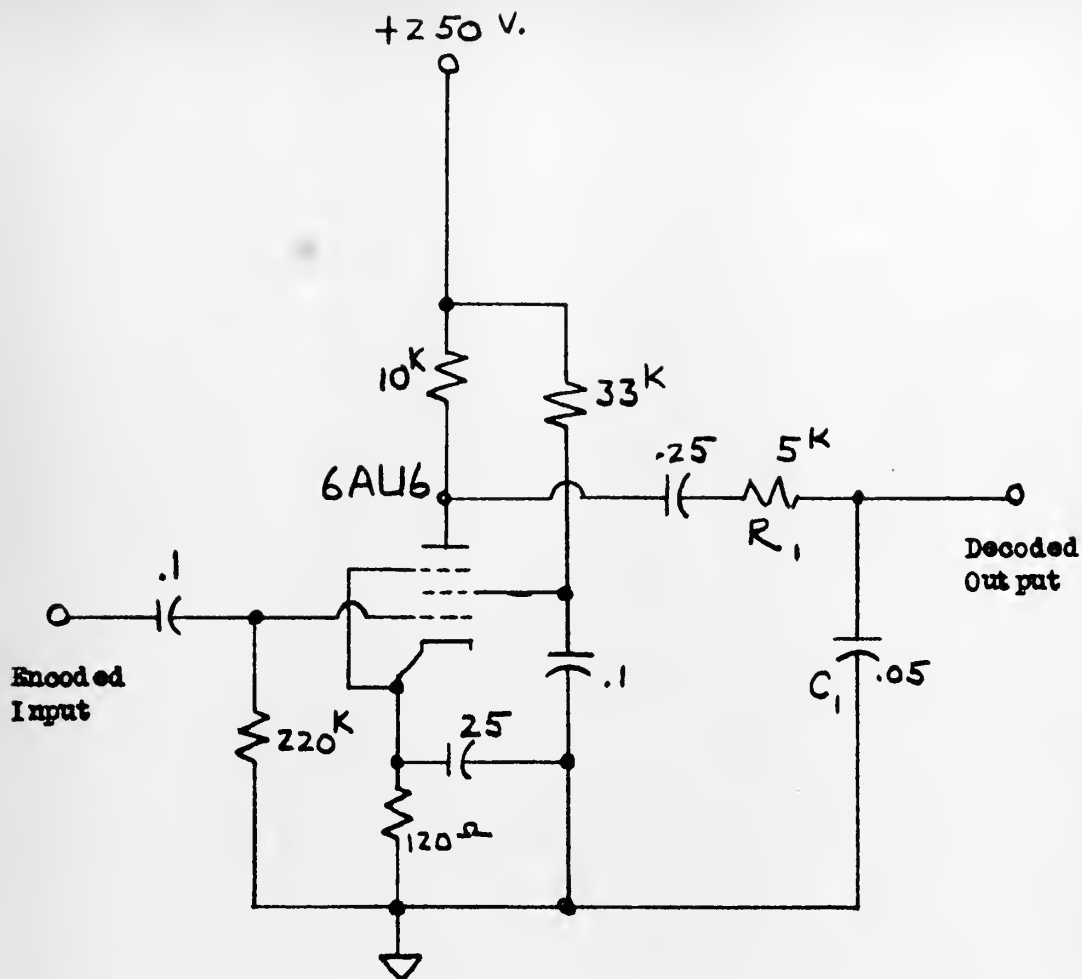 +250 V.
10K
33K
6AU6
.25
5K
R1
Decoded
Output
.1
Encoded
Input
220K
25
.1
C1
.05
120Ω